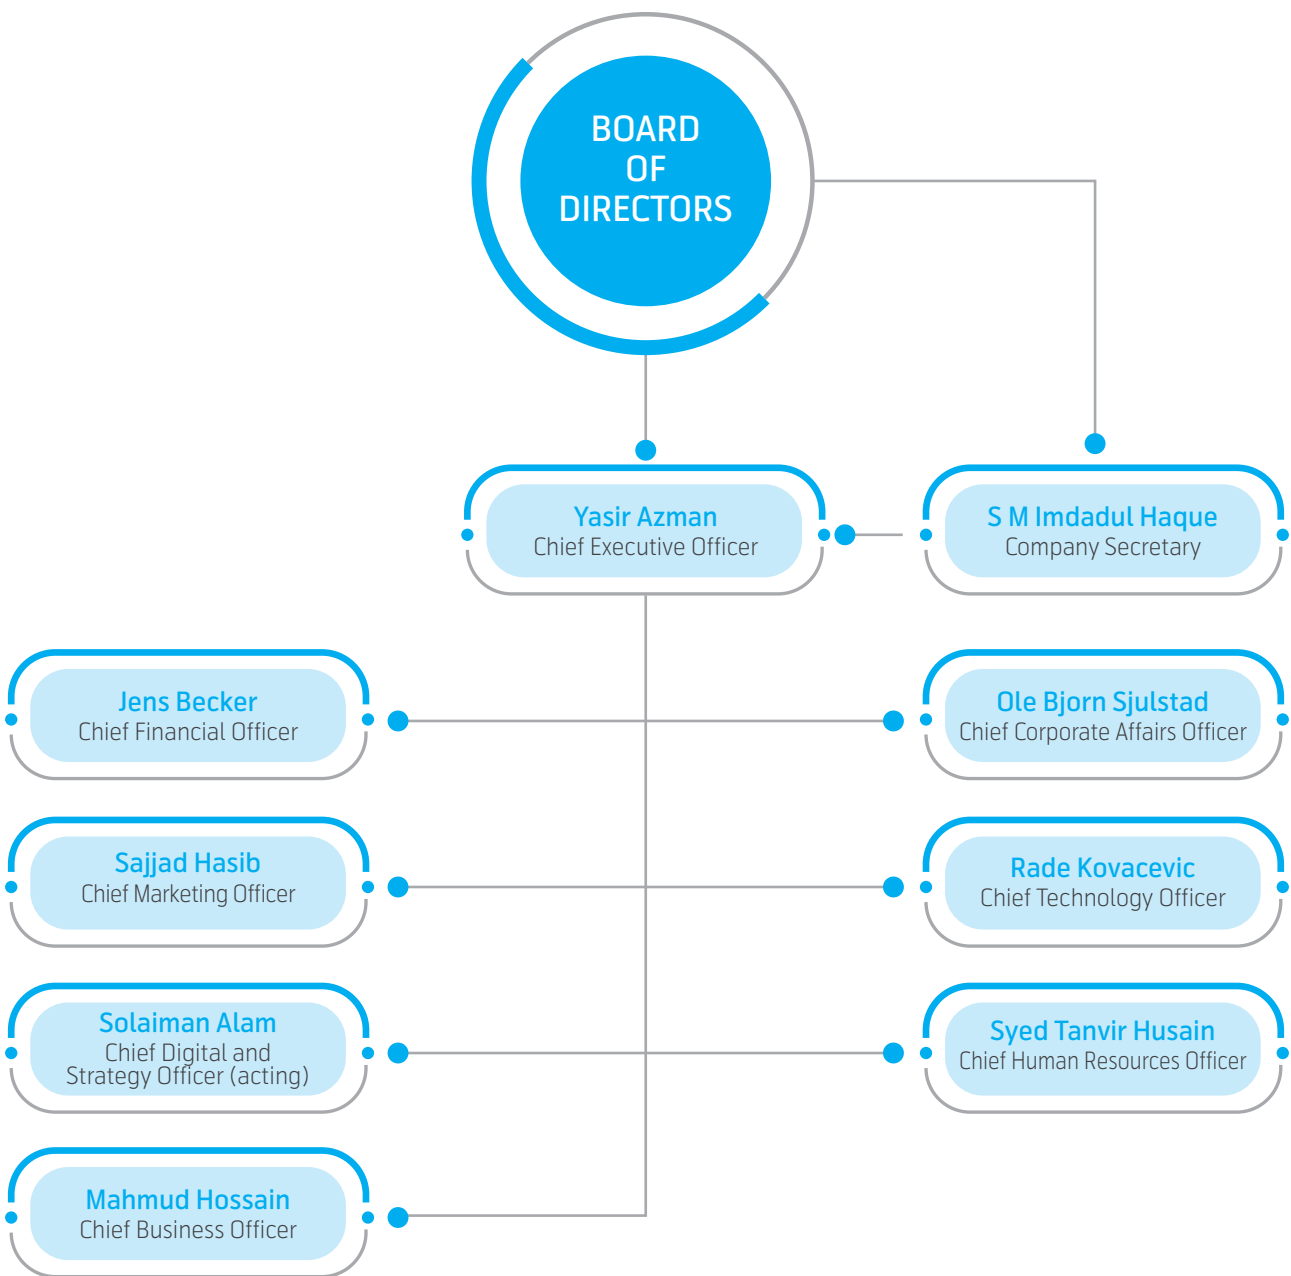 BOARD
OF
DIRECTORS
Yasir Azman
Chief Executive Officer
S M Imdadul Haque
Company Secretary
Jens Becker
Chief Financial Officer
Ole Bjorn Sjulstad
Chief Corporate Affairs Officer
Sajjad Hasib
Chief Marketing Officer
Rade Kovacevic
Chief Technology Officer
Solaiman Alam
Chief Digital and
Strategy Officer (acting)
Syed Tanvir Husain
Chief Human Resources Officer
Mahmud Hossain
Chief Business Officer